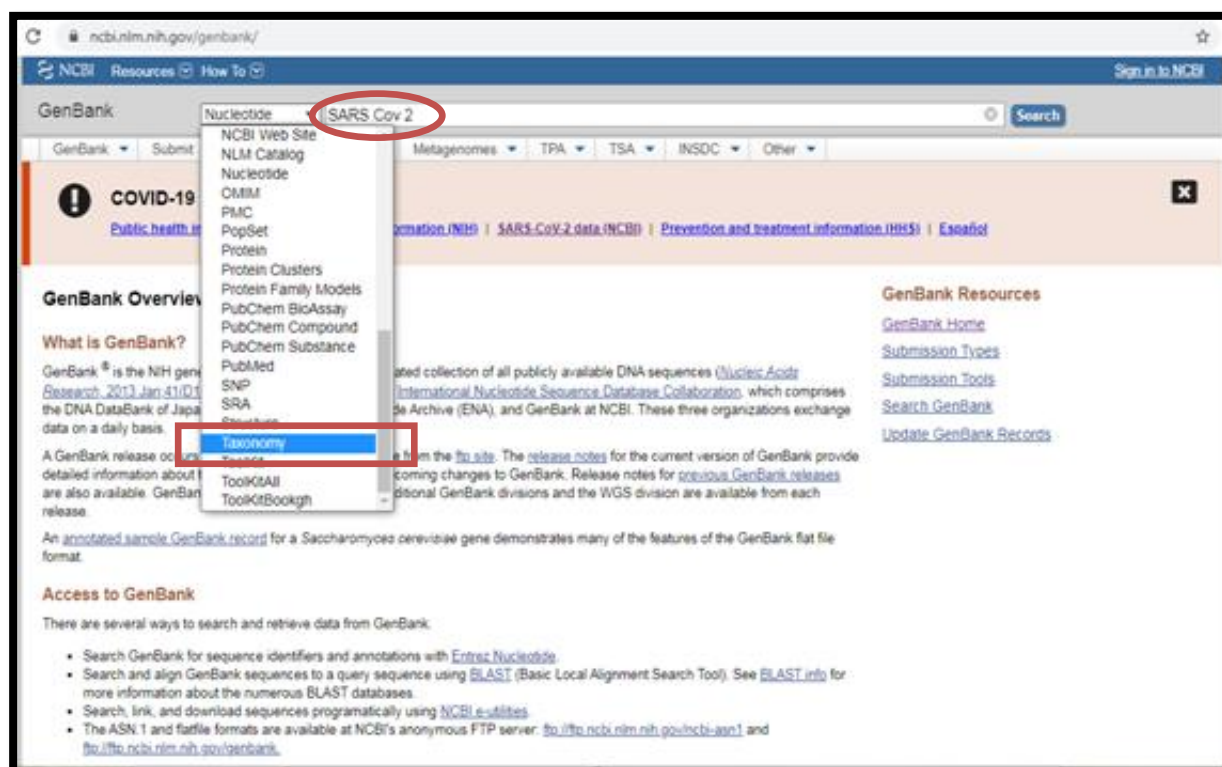 ncbi.nlm.nih.gov/genbank/
NCBI Resources How To Sign in to NCBI
GenBank Nucleotide SARS Cov 2 Search
NCBI Web Site
NLM Catalog
Nucleotide
OMIM
PMC
PopSet
Protein
Protein Clusters
Protein Family Models
PubChem BioAssay
PubChem Compound
PubChem Substance
PubMed
SNP
SRA
Structure
Taxonomy
ToolKit
ToolKitAll
ToolKitBookgh
GenBank Submit Metagenomes TPA TSA INSDC Other
COVID-19
Public health in ormation (NIH) | SARS-CoV-2 data (NCBI) | Prevention and treatment information (HHS) | Español
GenBank Overview
What is GenBank?
GenBank ® is the NIH gene ated collection of all publicly available DNA sequences (Nucleic Acids
Research, 2013 Jan;41(D1 International Nucleotide Sequence Database Collaboration, which comprises
the DNA DataBank of Japa de Archive (ENA), and GenBank at NCBI. These three organizations exchange
data on a daily basis.
A GenBank release occurs e from the ftp site. The release notes for the current version of GenBank provide
detailed information about t coming changes to GenBank. Release notes for previous GenBank releases
are also available. GenBan ditional GenBank divisions and the WGS division are available from each
release.
An annotated sample GenBank record for a Saccharomyces cerevisiae gene demonstrates many of the features of the GenBank flat file
format.
Access to GenBank
There are several ways to search and retrieve data from GenBank.
• Search GenBank for sequence identifiers and annotations with Entrez Nucleotide.
• Search and align GenBank sequences to a query sequence using BLAST (Basic Local Alignment Search Tool). See BLAST info for
more information about the numerous BLAST databases.
• Search, link, and download sequences programatically using NCBI e-utilities.
• The ASN.1 and flatfile formats are available at NCBI's anonymous FTP server: ftp://ftp.ncbi.nlm.nih.gov/ncbi-asn1 and
ftp://ftp.ncbi.nlm.nih.gov/genbank.
GenBank Resources
GenBank Home
Submission Types
Submission Tools
Search GenBank
Update GenBank Records